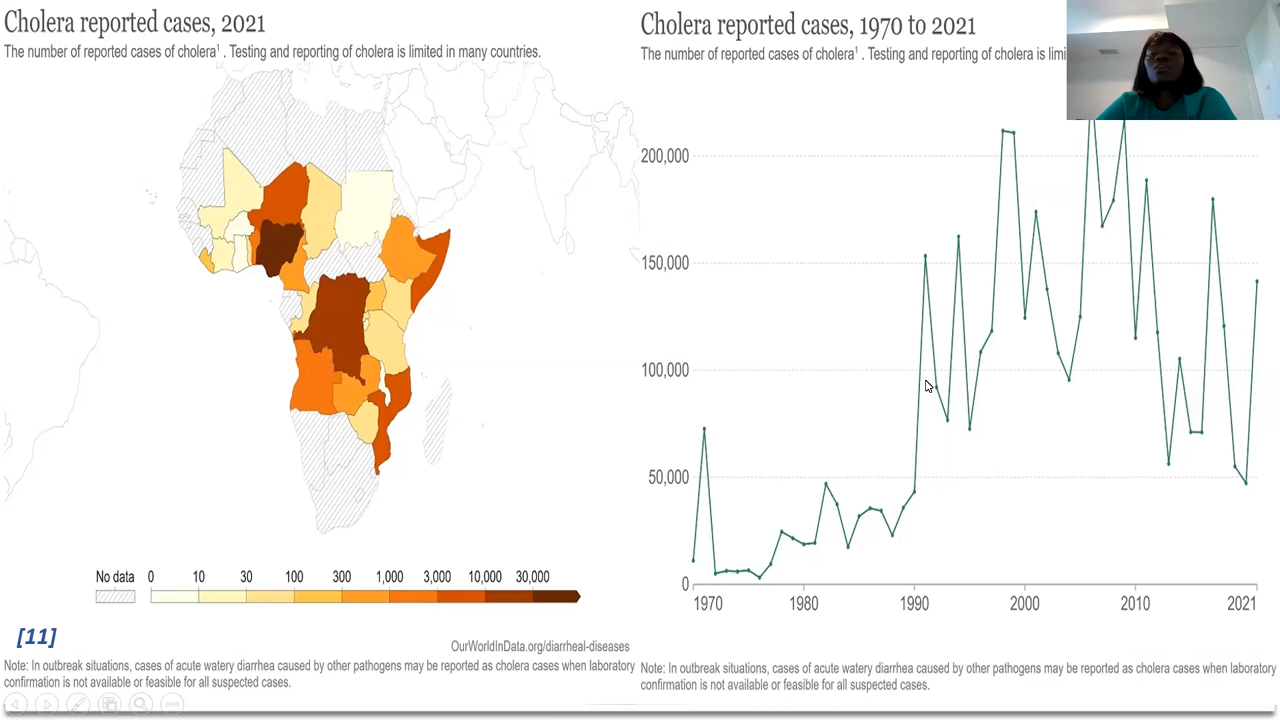 Cholera reported cases, 2021
The number of reported cases of cholera¹ . Testing and reporting of cholera is limited in many countries.
No data 0 10 30 100 300 1,000 3,000 10,000 30,000
[11]
OurWorldInData.org/diarrheal-diseases
Note: In outbreak situations, cases of acute watery diarrhea caused by other pathogens may be reported as cholera cases when laboratory
confirmation is not available or feasible for all suspected cases.
Cholera reported cases, 1970 to 2021
The number of reported cases of cholera¹ . Testing and reporting of cholera is limi
200,000
150,000
100,000
50,000
0
1970 1980 1990 2000 2010 2021
Note: In outbreak situations, cases of acute watery diarrhea caused by other pathogens may be reported as cholera cases when laboratory
confirmation is not available or feasible for all suspected cases.